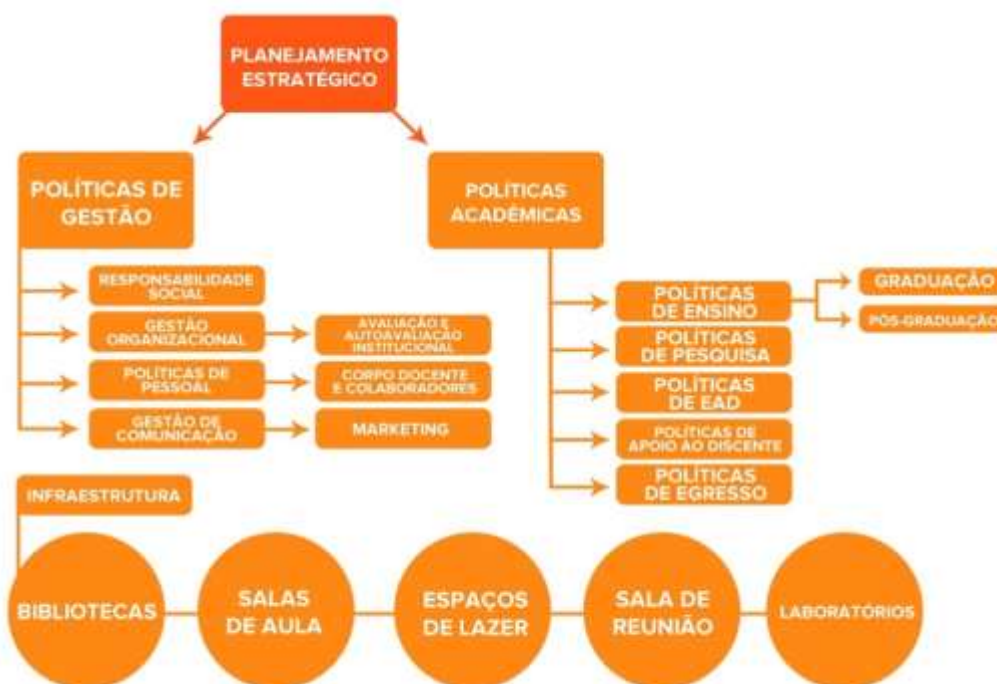 PLANEJAMENTO
ESTRATÉGICO
POLÍTICAS DE
GESTÃO
POLÍTICAS
ACADÊMICAS
RESPONSABILIDADE
SOCIAL
GESTÃO
ORGANIZACIONAL
AVALIAÇÃO E
AUTOAVALIAÇÃO
INSTITUCIONAL
POLÍTICAS DE
PESSOAL
CORPO DOCENTE
E COLABORADORES
GESTÃO DE
COMUNICAÇÃO
MARKETING
POLÍTICAS
DE ENSINO
GRADUAÇÃO
PÓS-GRADUAÇÃO
POLÍTICAS
DE PESQUISA
POLÍTICAS
DE EAD
POLÍTICAS DE
APOIO AO DISCENTE
POLÍTICAS
DE EGRESSO
INFRAESTRUTURA
BIBLIOTECAS
SALAS
DE AULA
ESPAÇOS
DE LAZER
SALA DE
REUNIÃO
LABORATÓRIOS